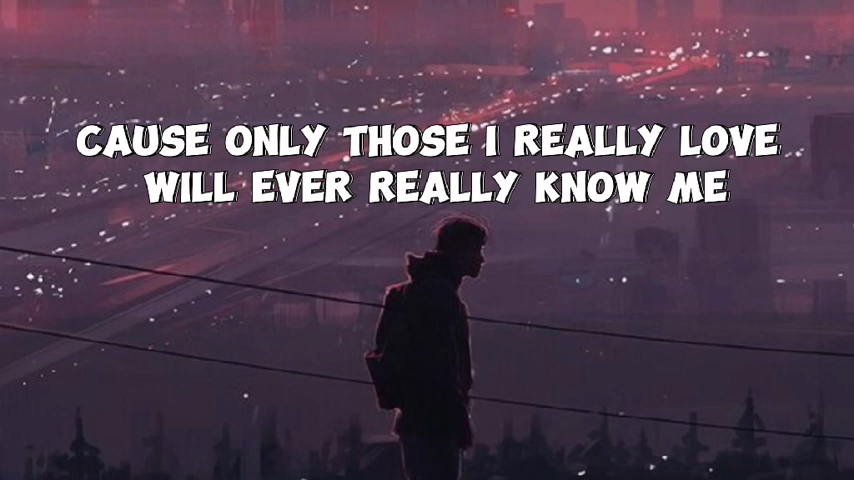 CAUSE ONLY THOSE I REALLY LOVE
WILL EVER REALLY KNOW ME